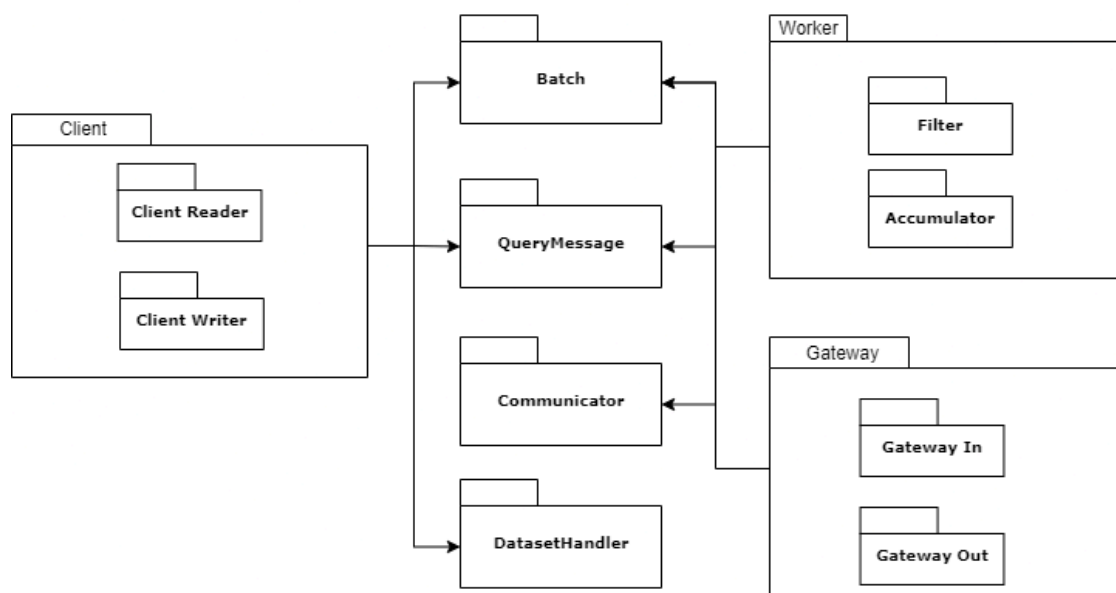 Client
Client Reader
Client Writer
Batch
QueryMessage
Communicator
DatasetHandler
Worker
Filter
Accumulator
Gateway
Gateway In
Gateway Out